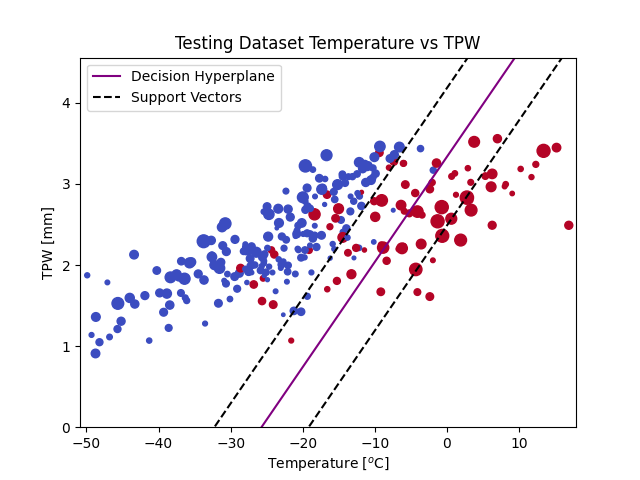 Testing Dataset Temperature vs TPW
Decision Hyperplane
Support Vectors
TPW [mm]
4
3
2
1
0
−50 −40 −30 −20 −10 0 10
Temperature [°C]